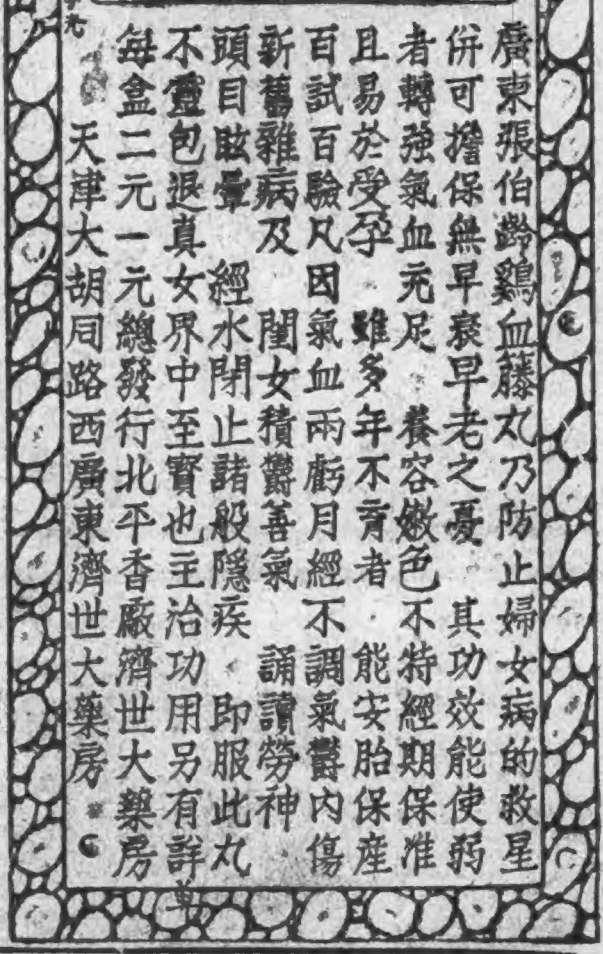 廣東張伯齡鷄血籐丸乃防止婦女病的救星
併可擔保無早衰早老之憂　其功效能使弱
者轉強氣血充足　養容嫩色不特經期保准
且易於受孕　雖多年不育者　能安胎保產
百試百驗凡因氣血兩虧月經不調氣鬱內傷
新舊雜病及　閨女積鬱善氣　誦讀勞神
頭目眩暈　經水閉止諸般隱疾　即服此丸
不靈包退真女界中至寶也主治功用另有詳單
每盒二元一元總發行北平香廠濟世大藥房
天津大胡同路西廣東濟世大藥房